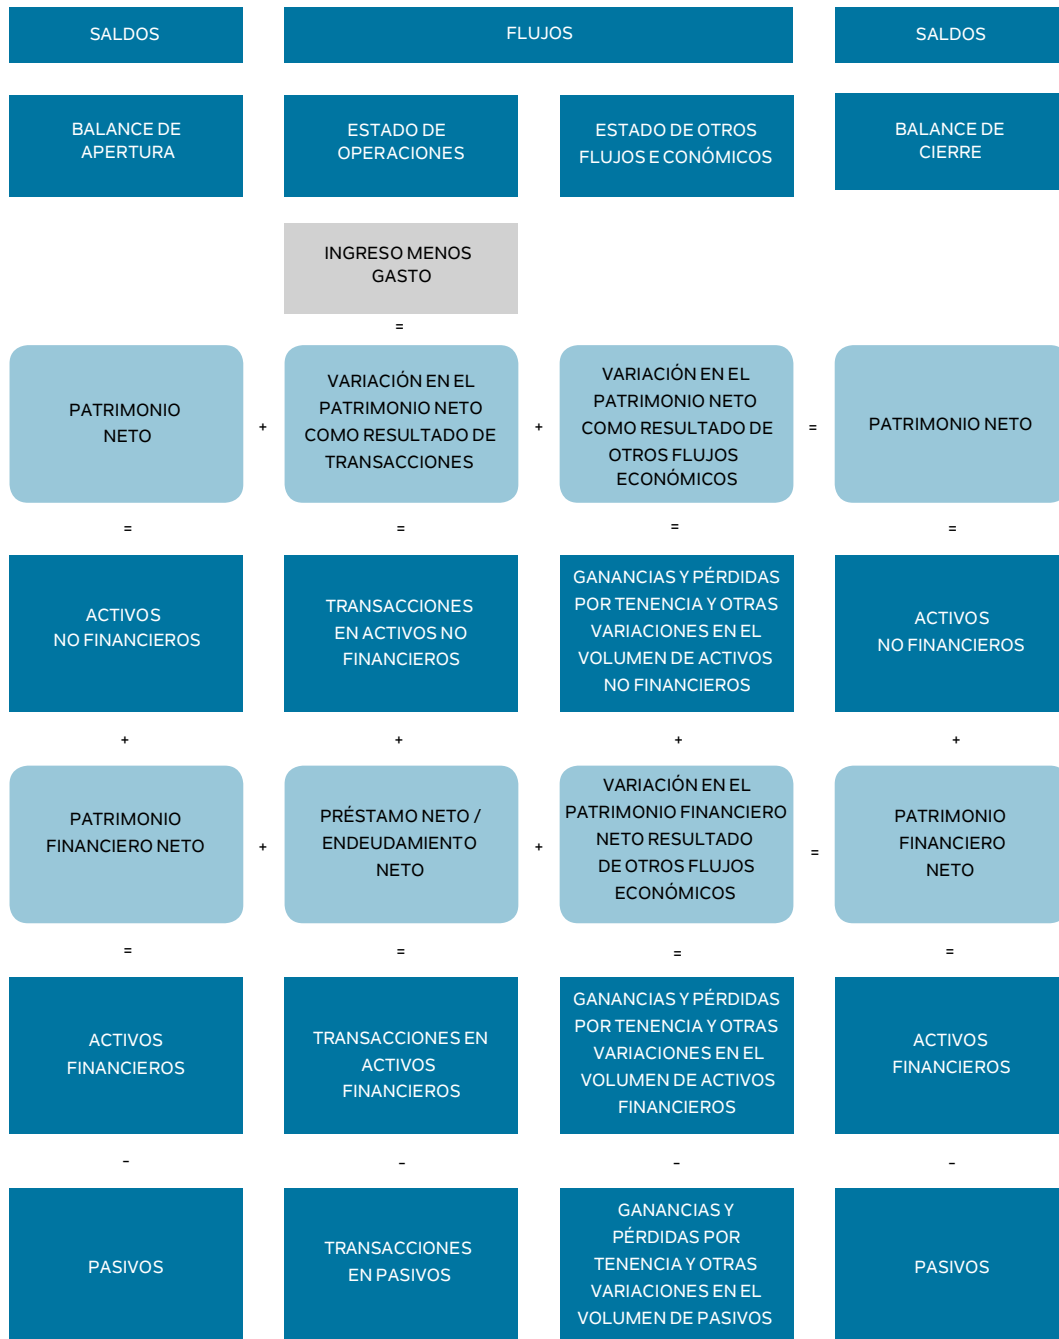 SALDOS
FLUJOS
SALDOS
BALANCE DE
APERTURA
ESTADO DE
OPERACIONES
ESTADO DE OTROS
FLUJOS E CONÓMICOS
BALANCE DE
CIERRE
INGRESO MENOS
GASTO
=
PATRIMONIO
NETO
+
VARIACIÓN EN EL
PATRIMONIO NETO
COMO RESULTADO DE
TRANSACCIONES
+
VARIACIÓN EN EL
PATRIMONIO NETO
COMO RESULTADO DE
OTROS FLUJOS
ECONÓMICOS
=
PATRIMONIO NETO
=
=
=
=
ACTIVOS
NO FINANCIEROS
TRANSACCIONES
EN ACTIVOS NO
FINANCIEROS
GANANCIAS Y PÉRDIDAS
POR TENENCIA Y OTRAS
VARIACIONES EN EL
VOLUMEN DE ACTIVOS
NO FINANCIEROS
ACTIVOS
NO FINANCIEROS
+
+
+
+
PATRIMONIO
FINANCIERO NETO
+
PRÉSTAMO NETO /
ENDEUDAMIENTO
NETO
+
VARIACIÓN EN EL
PATRIMONIO FINANCIERO
NETO RESULTADO
DE OTROS FLUJOS
ECONÓMICOS
=
PATRIMONIO
FINANCIERO
NETO
=
=
=
=
ACTIVOS
FINANCIEROS
TRANSACCIONES EN
ACTIVOS
FINANCIEROS
GANANCIAS Y PÉRDIDAS
POR TENENCIA Y OTRAS
VARIACIONES EN EL
VOLUMEN DE ACTIVOS
FINANCIEROS
ACTIVOS
FINANCIEROS
–
–
–
–
PASIVOS
TRANSACCIONES
EN PASIVOS
GANANCIAS Y
PÉRDIDAS POR
TENENCIA Y OTRAS
VARIACIONES EN EL
VOLUMEN DE PASIVOS
PASIVOS